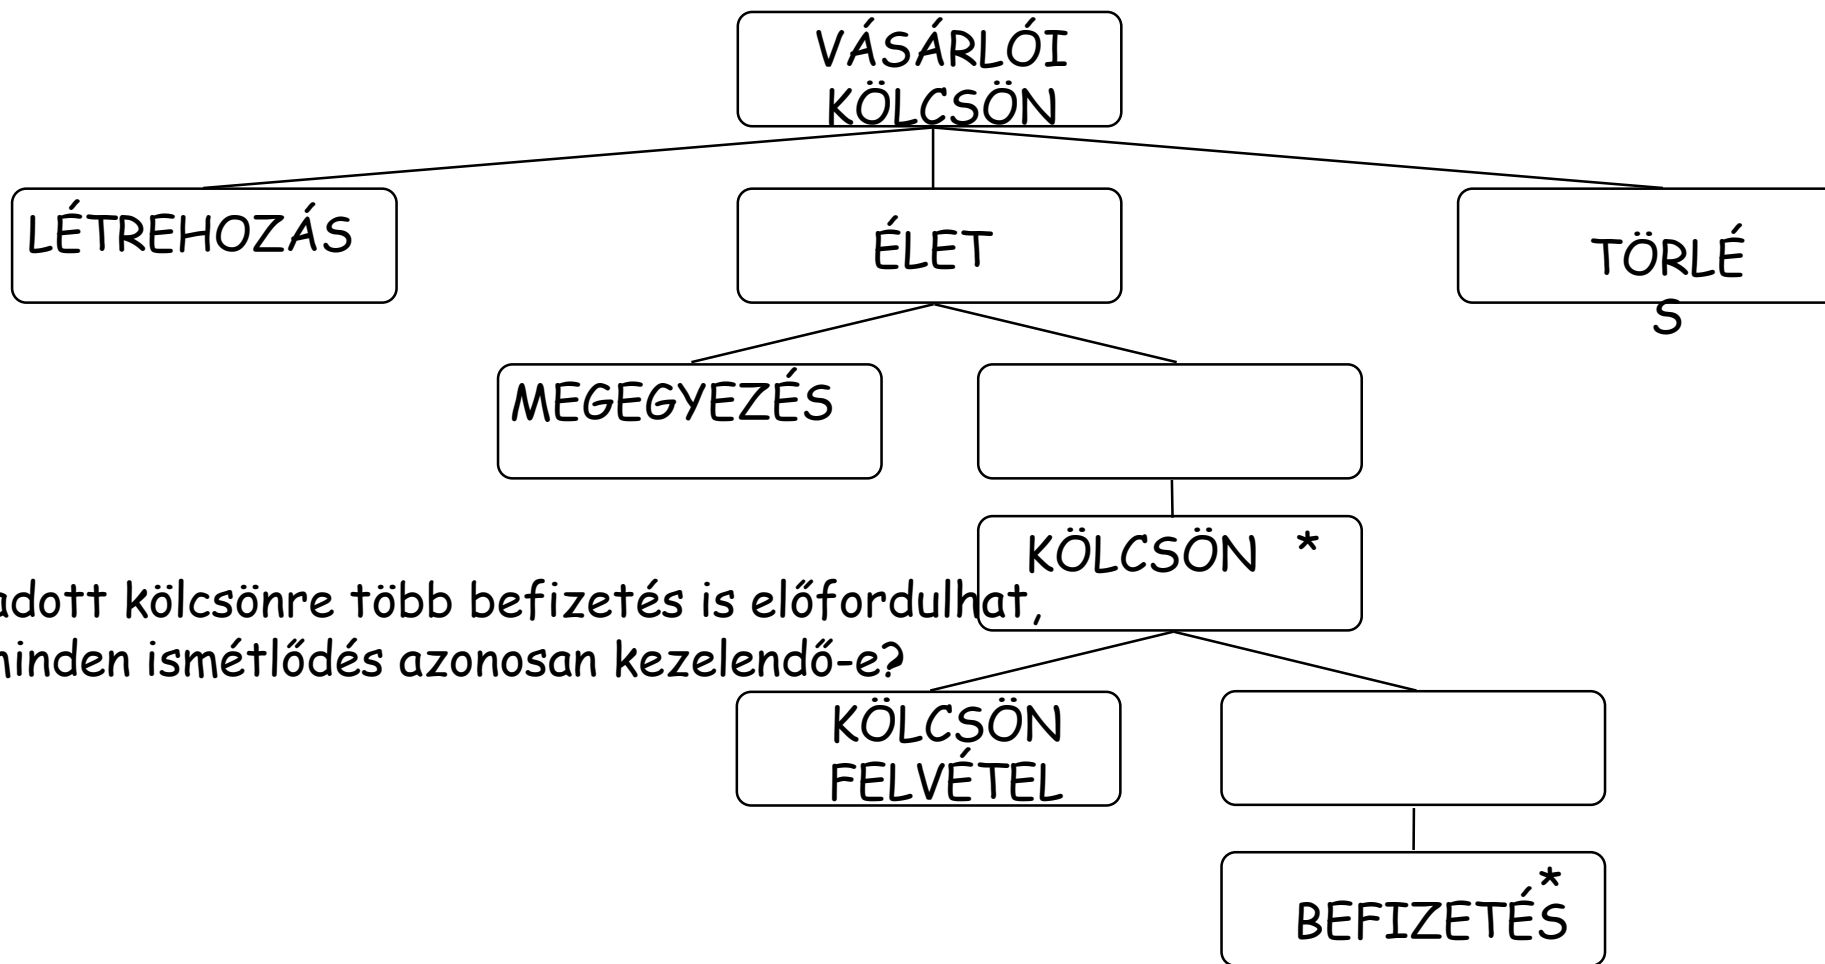 VÁSÁRLÓI
KÖLCSÖN
LÉTREHOZÁS
ÉLET
TÖRLÉ
S
MEGEGYEZÉS
KÖLCSÖN *
adott kölcsönre több befizetés is előfordulhat,
minden ismétlődés azonosan kezelendő-e?
KÖLCSÖN
FELVÉTEL
*
BEFIZETÉS